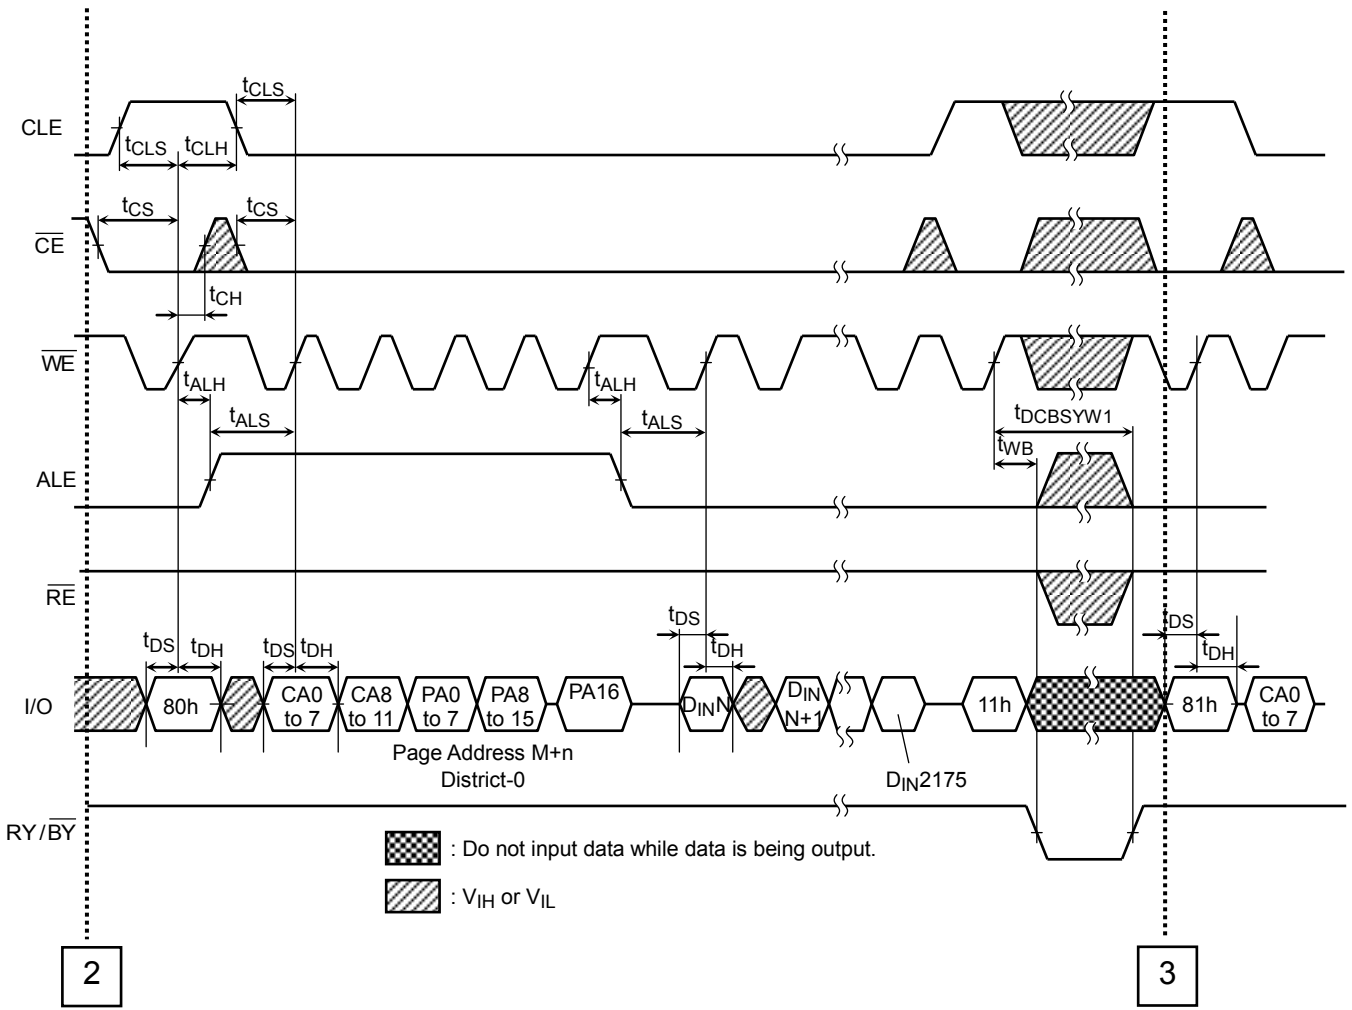 tCLS
CLE
tCLS
tCLH
tCS
tCS
CE
tCH
WE
tALH
tALH
tALS
tALS
tDCBSYW1
tWB
ALE
RE
tDS
tDH
tDS
tDH
tDS
tDH
DS
tDH
I/O
80h
CA0 to 7
CA8 to 11
PA0 to 7
PA8 to 15
PA16
DINN
DIN N+1
11h
81h
CA0 to 7
Page Address M+n
District-0
DIN2175
RY/BY
: Do not input data while data is being output.
: VIH or VIL
2
3